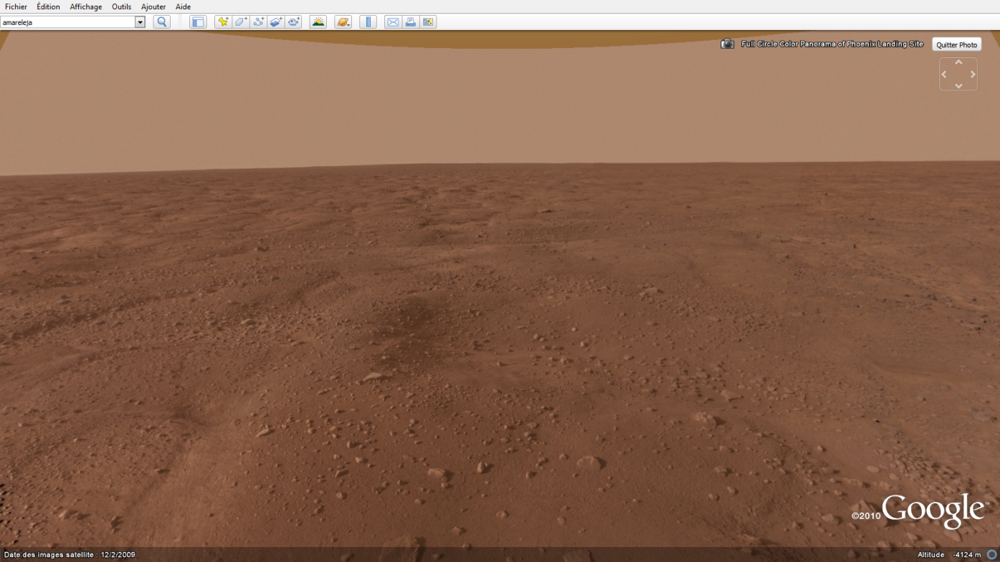 Fichier Édition Affichage Outils Ajouter Aide
amareleja
Full Circle Color Panorama of Phoenix Landing Site
Quitter Photo
©2010 Google™
Date des images satellite : 12/2/2009
Altitude -4124 m